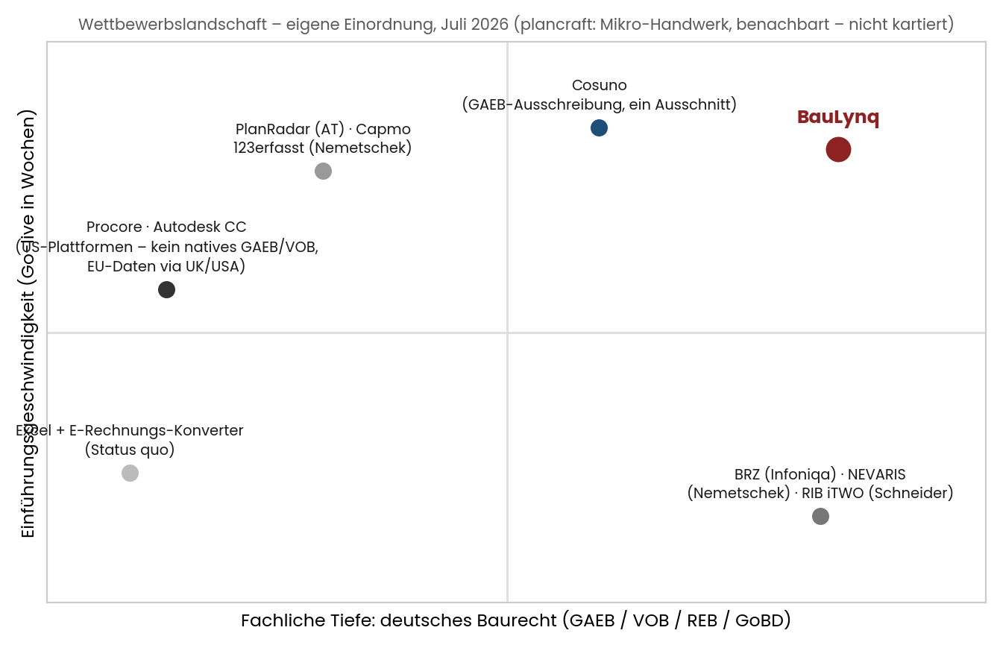 Wettbewerbslandschaft – eigene Einordnung, Juli 2026 (plancraft: Mikro-Handwerk, benachbart – nicht kartiert)
Cosuno
(GAEB-Ausschreibung, ein Ausschnitt)
BauLynq
PlanRadar (AT) · Capmo
123erfasst (Nemetschek)
Procore · Autodesk CC
(US-Plattformen – kein natives GAEB/VOB,
EU-Daten via UK/USA)
Excel + E-Rechnungs-Konverter
(Status quo)
BRZ (Infoniqa) · NEVARIS
(Nemetschek) · RIB iTWO (Schneider)
Einführungsgeschwindigkeit (Go-live in Wochen)
Fachliche Tiefe: deutsches Baurecht (GAEB / VOB / REB / GoBD)